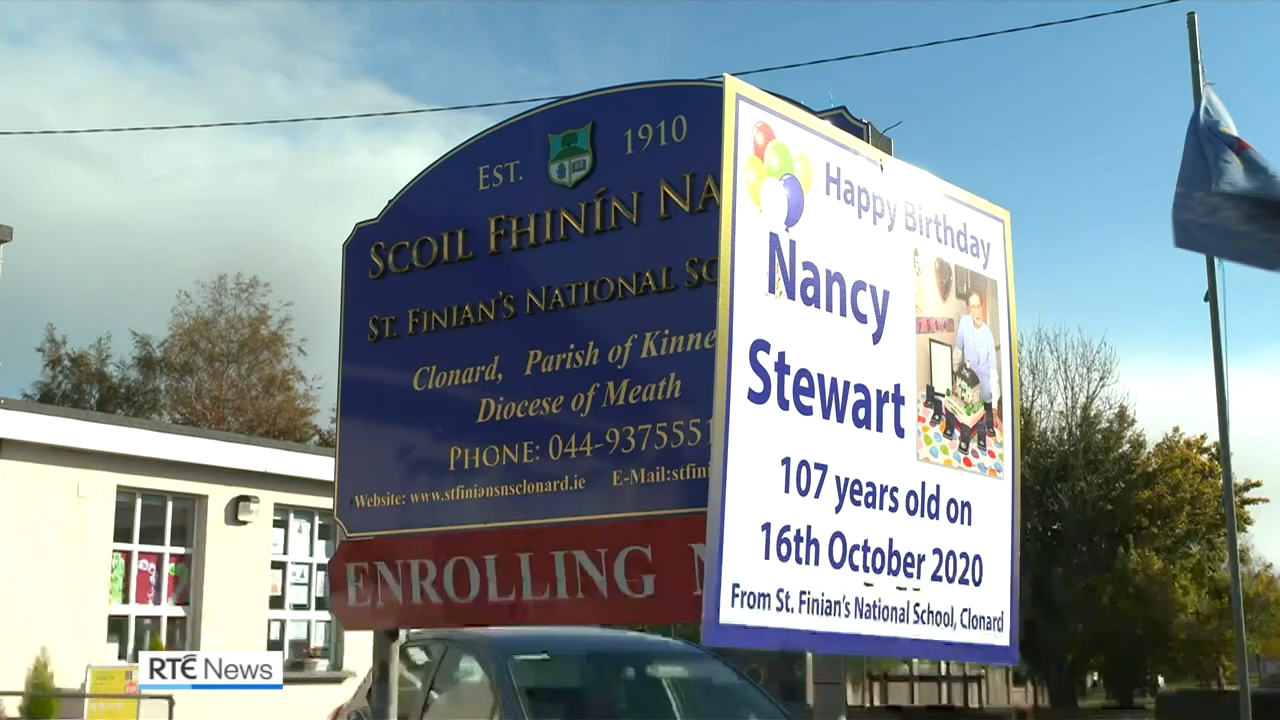 EST. 1910
SCOIL FHINÍN NA
ST. FINIAN'S NATIONAL SC
Clonard, Parish of Kinne
Diocese of Meath
PHONE: 044-9375551
Website: www.stfiniansnsclonard.ie E-Mail:stfini
ENROLLING N
Happy Birthday
Nancy
Stewart
107 years old on
16th October 2020
From St. Finian's National School, Clonard
RTÉ News